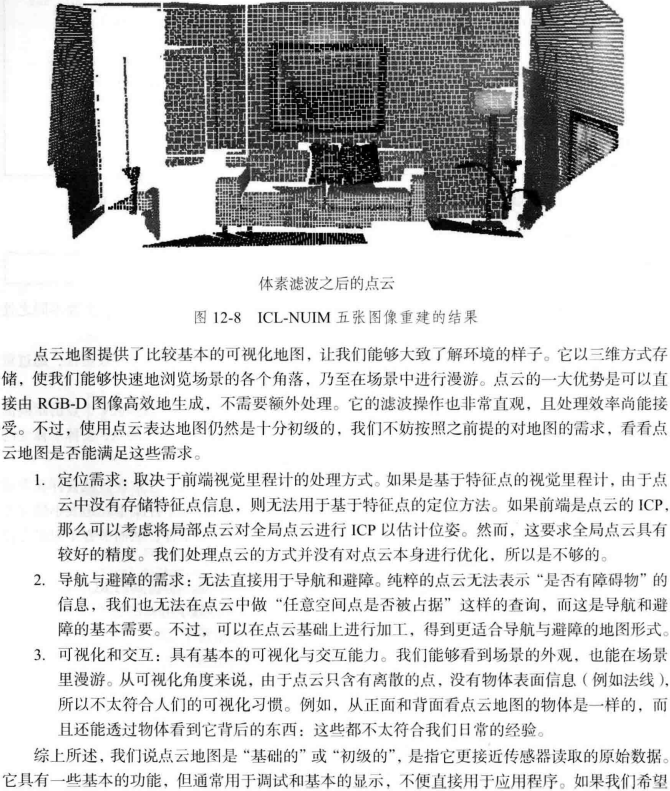 体素滤波之后的点云
图 12-8 ICL-NUIM 五张图像重建的结果
点云地图提供了比较基本的可视化地图，让我们能够大致了解环境的样子。它以三维方式存
储，使我们能够快速地浏览场景的各个角落，乃至在场景中进行漫游。点云的一大优势是可以直
接由 RGB-D 图像高效地生成，不需要额外处理。它的滤波操作也非常直观，且处理效率尚能接
受。不过，使用点云表达地图仍然是十分初级的，我们不妨按照之前提的对地图的需求，看看点
云地图是否能满足这些需求。
1. 定位需求：取决于前端视觉里程计的处理方式。如果是基于特征点的视觉里程计，由于点
云中没有存储特征点信息，则无法用于基于特征点的定位方法。如果前端是点云的 ICP，
那么可以考虑将局部点云对全局点云进行 ICP 以估计位姿。然而，这要求全局点云具有
较好的精度。我们处理点云的方式并没有对点云本身进行优化，所以是不够的。
2. 导航与避障的需求：无法直接用于导航和避障。纯粹的点云无法表示“是否有障碍物”的
信息，我们也无法在点云中做“任意空间点是否被占据”这样的查询，而这是导航和避
障的基本需要。不过，可以在点云基础上进行加工，得到更适合导航与避障的地图形式。
3. 可视化和交互：具有基本的可视化与交互能力。我们能够看到场景的外观，也能在场景
里漫游。从可视化角度来说，由于点云只含有离散的点，没有物体表面信息（例如法线），
所以不太符合人们的可视化习惯。例如，从正面和背面看点云地图的物体是一样的，而
且还能透过物体看到它背后的东西：这些都不太符合我们日常的经验。
综上所述，我们说点云地图是“基础的”或“初级的”，是指它更接近传感器读取的原始数据。
它具有一些基本的功能，但通常用于调试和基本的显示，不便直接用于应用程序。如果我们希望